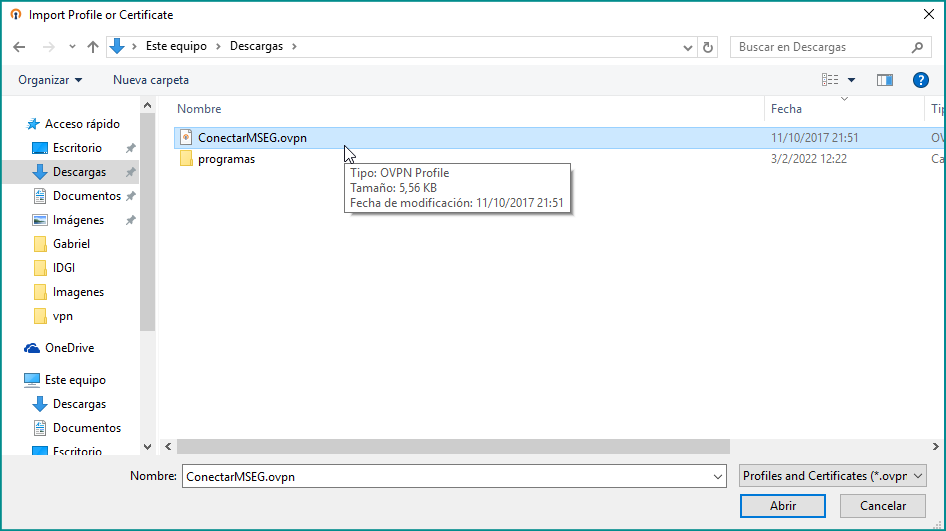 Import Profile or Certificate
Este equipo
Descargas
Buscar en Descargas
Organizar
Nueva carpeta
Nombre
Fecha
Tip
Acceso rápido
Escritorio
Descargas
Documentos
Imágenes
Gabriel
IDGI
Imagenes
vpn
OneDrive
Este equipo
Descargas
Documentos
Escritorio
ConectarMSEG.ovpn
11/10/2017 21:51
OV
programas
3/2/2022 12:22
Ca
Tipo: OVPN Profile
Tamaño: 5,56 KB
Fecha de modificación: 11/10/2017 21:51
Nombre:
ConectarMSEG.ovpn
Profiles and Certificates (*.ovpn
Abrir
Cancelar